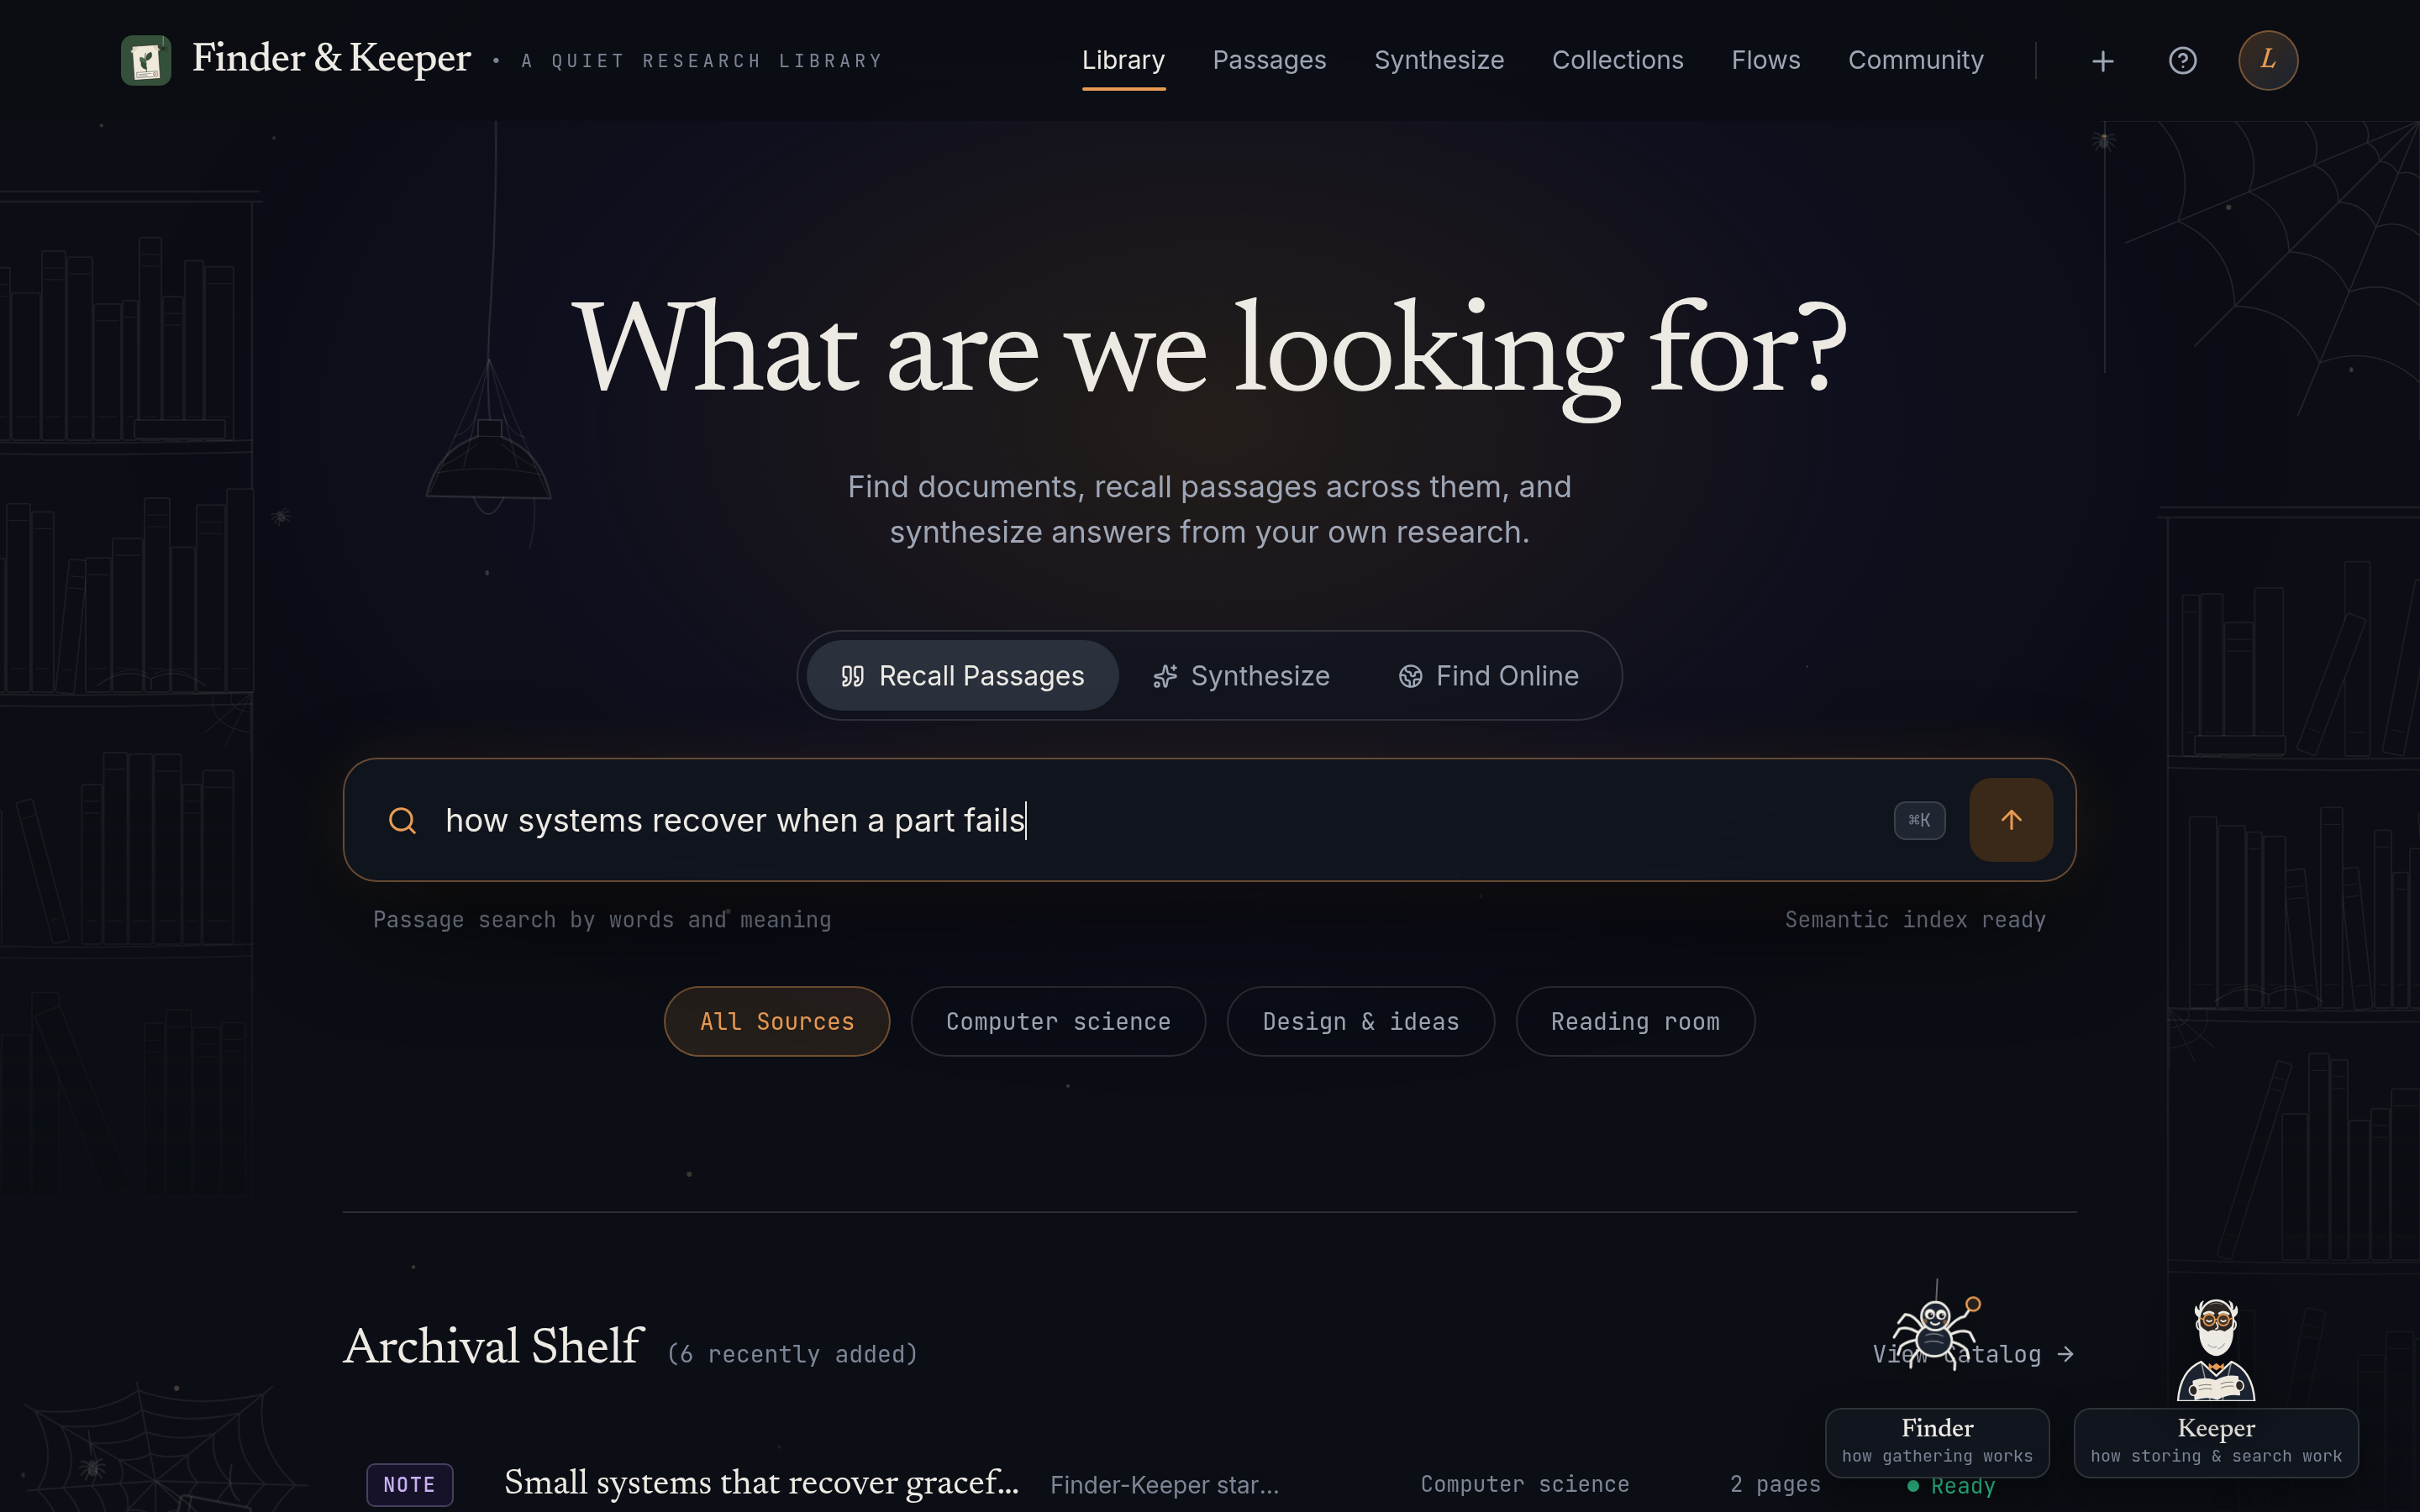 Finder & Keeper • A QUIET RESEARCH LIBRARY
Library Passages Synthesize Collections Flows Community
L
What are we looking for?
Find documents, recall passages across them, and
synthesize answers from your own research.
Recall Passages Synthesize Find Online
how systems recover when a part fails ⌘K
Passage search by words and meaning Semantic index ready
All Sources Computer science Design & ideas Reading room
Archival Shelf (6 recently added) View Catalog →
Finder
how gathering works
Keeper
how storing & search work
NOTE Small systems that recover gracef... Finder-Keeper star... Computer science 2 pages Ready